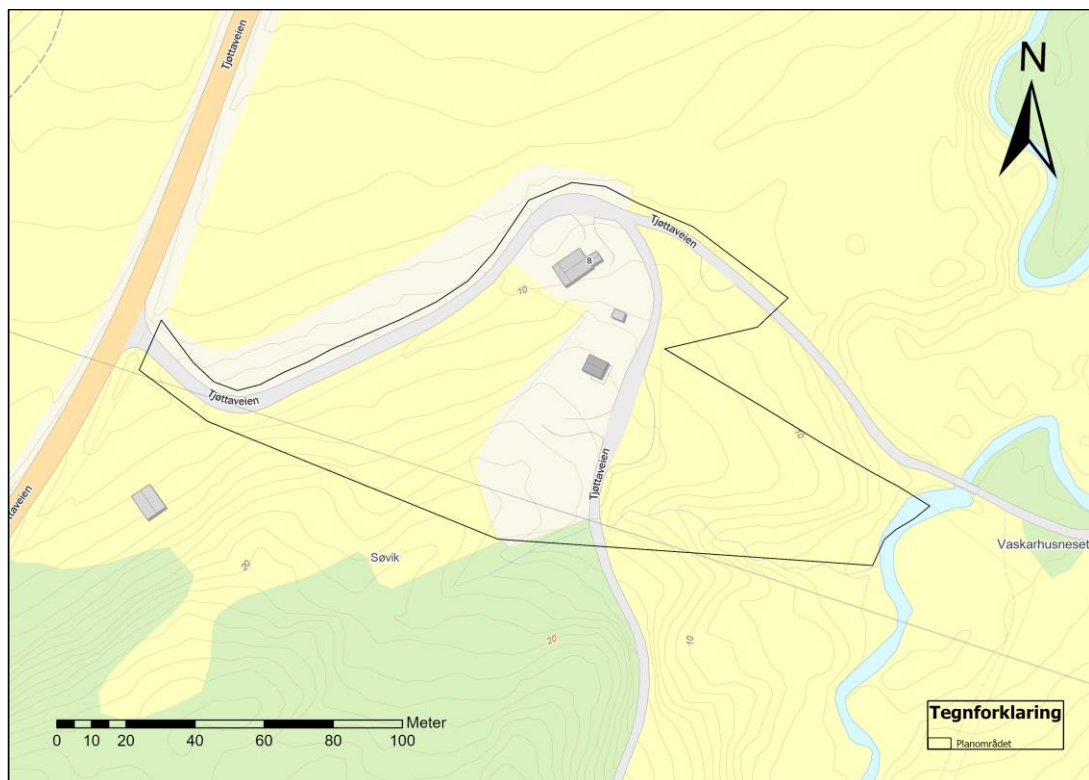 Tjøttaveien
N
Tjøttaveien
8
10
Tjøttaveien
Tjøttaveien
ttaveien
Vaskarhusneset
Søvik
20
20
10
Meter
0 10 20 40 60 80 100
Tegnforklaring
Planområdet